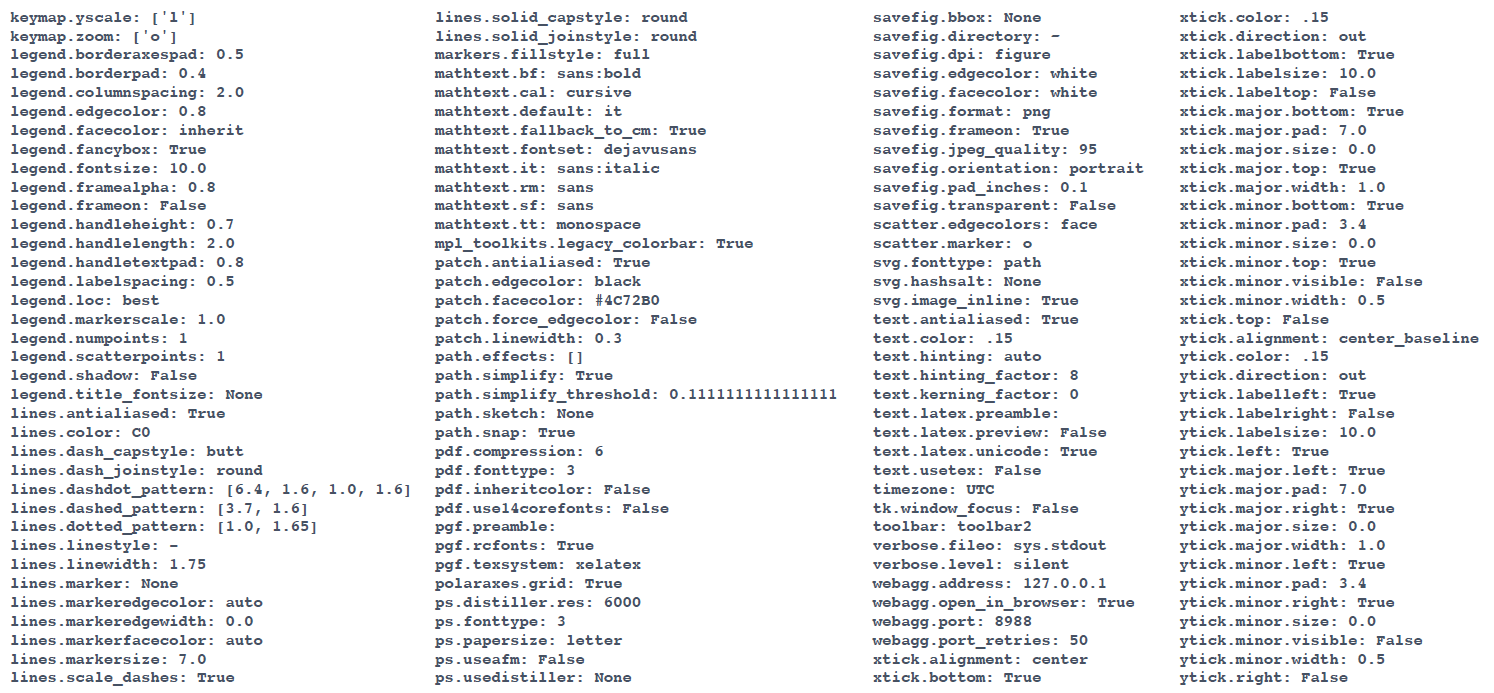 keymap.yscale: ['l']
keymap.zoom: ['o']
legend.borderaxespad: 0.5
legend.borderpad: 0.4
legend.columnspacing: 2.0
legend.edgecolor: 0.8
legend.facecolor: inherit
legend.fancybox: True
legend.fontsize: 10.0
legend.framealpha: 0.8
legend.frameon: False
legend.handleheight: 0.7
legend.handlelength: 2.0
legend.handletextpad: 0.8
legend.labelspacing: 0.5
legend.loc: best
legend.markerscale: 1.0
legend.numpoints: 1
legend.scatterpoints: 1
legend.shadow: False
legend.title_fontsize: None
lines.antialiased: True
lines.color: C0
lines.dash_capstyle: butt
lines.dash_joinstyle: round
lines.dashdot_pattern: [6.4, 1.6, 1.0, 1.6]
lines.dashed_pattern: [3.7, 1.6]
lines.dotted_pattern: [1.0, 1.65]
lines.linestyle: -
lines.linewidth: 1.75
lines.marker: None
lines.markeredgecolor: auto
lines.markeredgewidth: 0.0
lines.markerfacecolor: auto
lines.markersize: 7.0
lines.scale_dashes: True
lines.solid_capstyle: round
lines.solid_joinstyle: round
markers.fillstyle: full
mathtext.bf: sans:bold
mathtext.cal: cursive
mathtext.default: it
mathtext.fallback_to_cm: True
mathtext.fontset: dejavusans
mathtext.it: sans:italic
mathtext.rm: sans
mathtext.sf: sans
mathtext.tt: monospace
mpl_toolkits.legacy_colorbar: True
patch.antialiased: True
patch.edgecolor: black
patch.facecolor: #4C72B0
patch.force_edgecolor: False
patch.linewidth: 0.3
path.effects: []
path.simplify: True
path.simplify_threshold: 0.1111111111111111
path.sketch: None
path.snap: True
pdf.compression: 6
pdf.fonttype: 3
pdf.inheritcolor: False
pdf.use14corefonts: False
pgf.preamble:
pgf.rcfonts: True
pgf.texsystem: xelatex
polaraxes.grid: True
ps.distiller.res: 6000
ps.fonttype: 3
ps.papersize: letter
ps.useafm: False
ps.usedistiller: None
savefig.bbox: None
savefig.directory: ~
savefig.dpi: figure
savefig.edgecolor: white
savefig.facecolor: white
savefig.format: png
savefig.frameon: True
savefig.jpeg_quality: 95
savefig.orientation: portrait
savefig.pad_inches: 0.1
savefig.transparent: False
scatter.edgecolors: face
scatter.marker: o
svg.fonttype: path
svg.hashsalt: None
svg.image_inline: True
text.antialiased: True
text.color: .15
text.hinting: auto
text.hinting_factor: 8
text.kerning_factor: 0
text.latex.preamble:
text.latex.preview: False
text.latex.unicode: True
text.usetex: False
timezone: UTC
tk.window_focus: False
toolbar: toolbar2
verbose.fileo: sys.stdout
verbose.level: silent
webagg.address: 127.0.0.1
webagg.open_in_browser: True
webagg.port: 8988
webagg.port_retries: 50
xtick.alignment: center
xtick.bottom: True
xtick.color: .15
xtick.direction: out
xtick.labelbottom: True
xtick.labelsize: 10.0
xtick.labeltop: False
xtick.major.bottom: True
xtick.major.pad: 7.0
xtick.major.size: 0.0
xtick.major.top: True
xtick.major.width: 1.0
xtick.minor.bottom: True
xtick.minor.pad: 3.4
xtick.minor.size: 0.0
xtick.minor.top: True
xtick.minor.visible: False
xtick.minor.width: 0.5
xtick.top: False
ytick.alignment: center_baseline
ytick.color: .15
ytick.direction: out
ytick.labelleft: True
ytick.labelright: False
ytick.labelsize: 10.0
ytick.left: True
ytick.major.left: True
ytick.major.pad: 7.0
ytick.major.right: True
ytick.major.size: 0.0
ytick.major.width: 1.0
ytick.minor.left: True
ytick.minor.pad: 3.4
ytick.minor.right: True
ytick.minor.size: 0.0
ytick.minor.visible: False
ytick.minor.width: 0.5
ytick.right: False